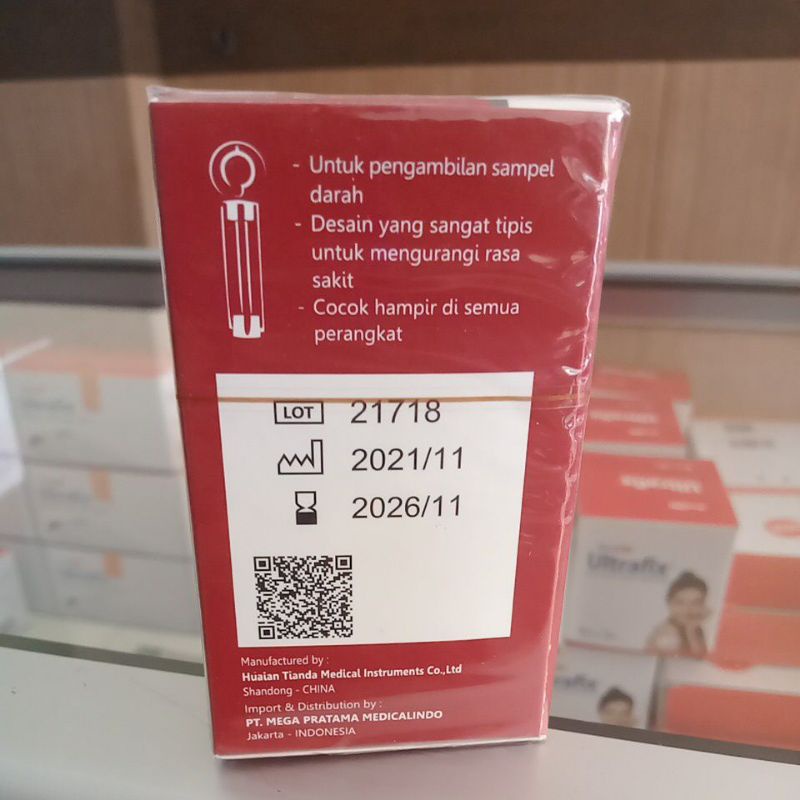 - Untuk pengambilan sampel
darah
- Desain yang sangat tipis
untuk mengurangi rasa
sakit
- Cocok hampir di semua
perangkat
LOT 21718
2021/11
2026/11
Manufactured by :
Huaian Tianda Medical Instruments Co.,Ltd
Shandong - CHINA
Import & Distribution by :
PT. MEGA PRATAMA MEDICALINDO
Jakarta - INDONESIA
Ultrafix
Ultrafix